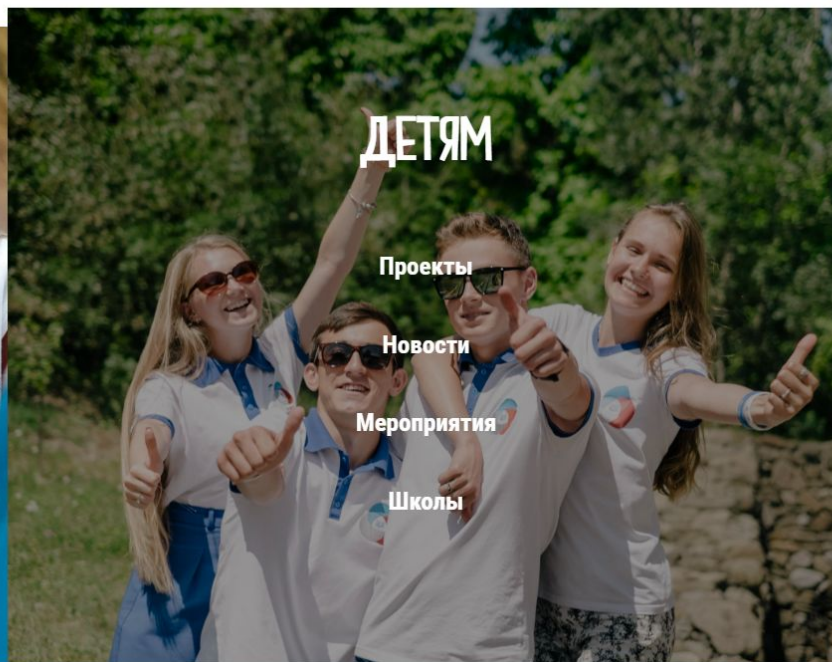 ДЕТЯМ
Проекты
Новости
Мероприятия
Школы